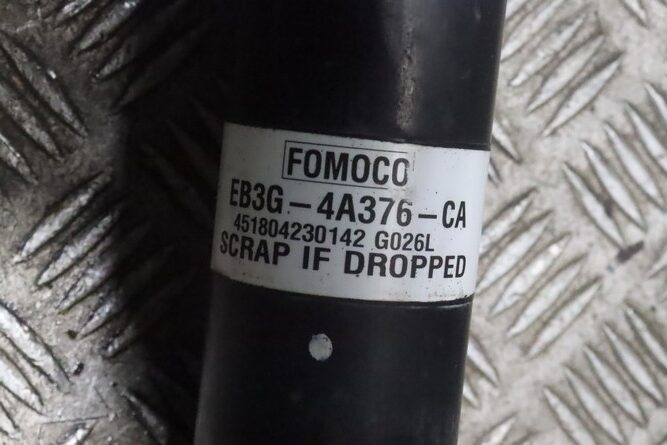 FOMOCO
EB3G-4A376-CA
451804230142 G026L
SCRAP IF DROPPED